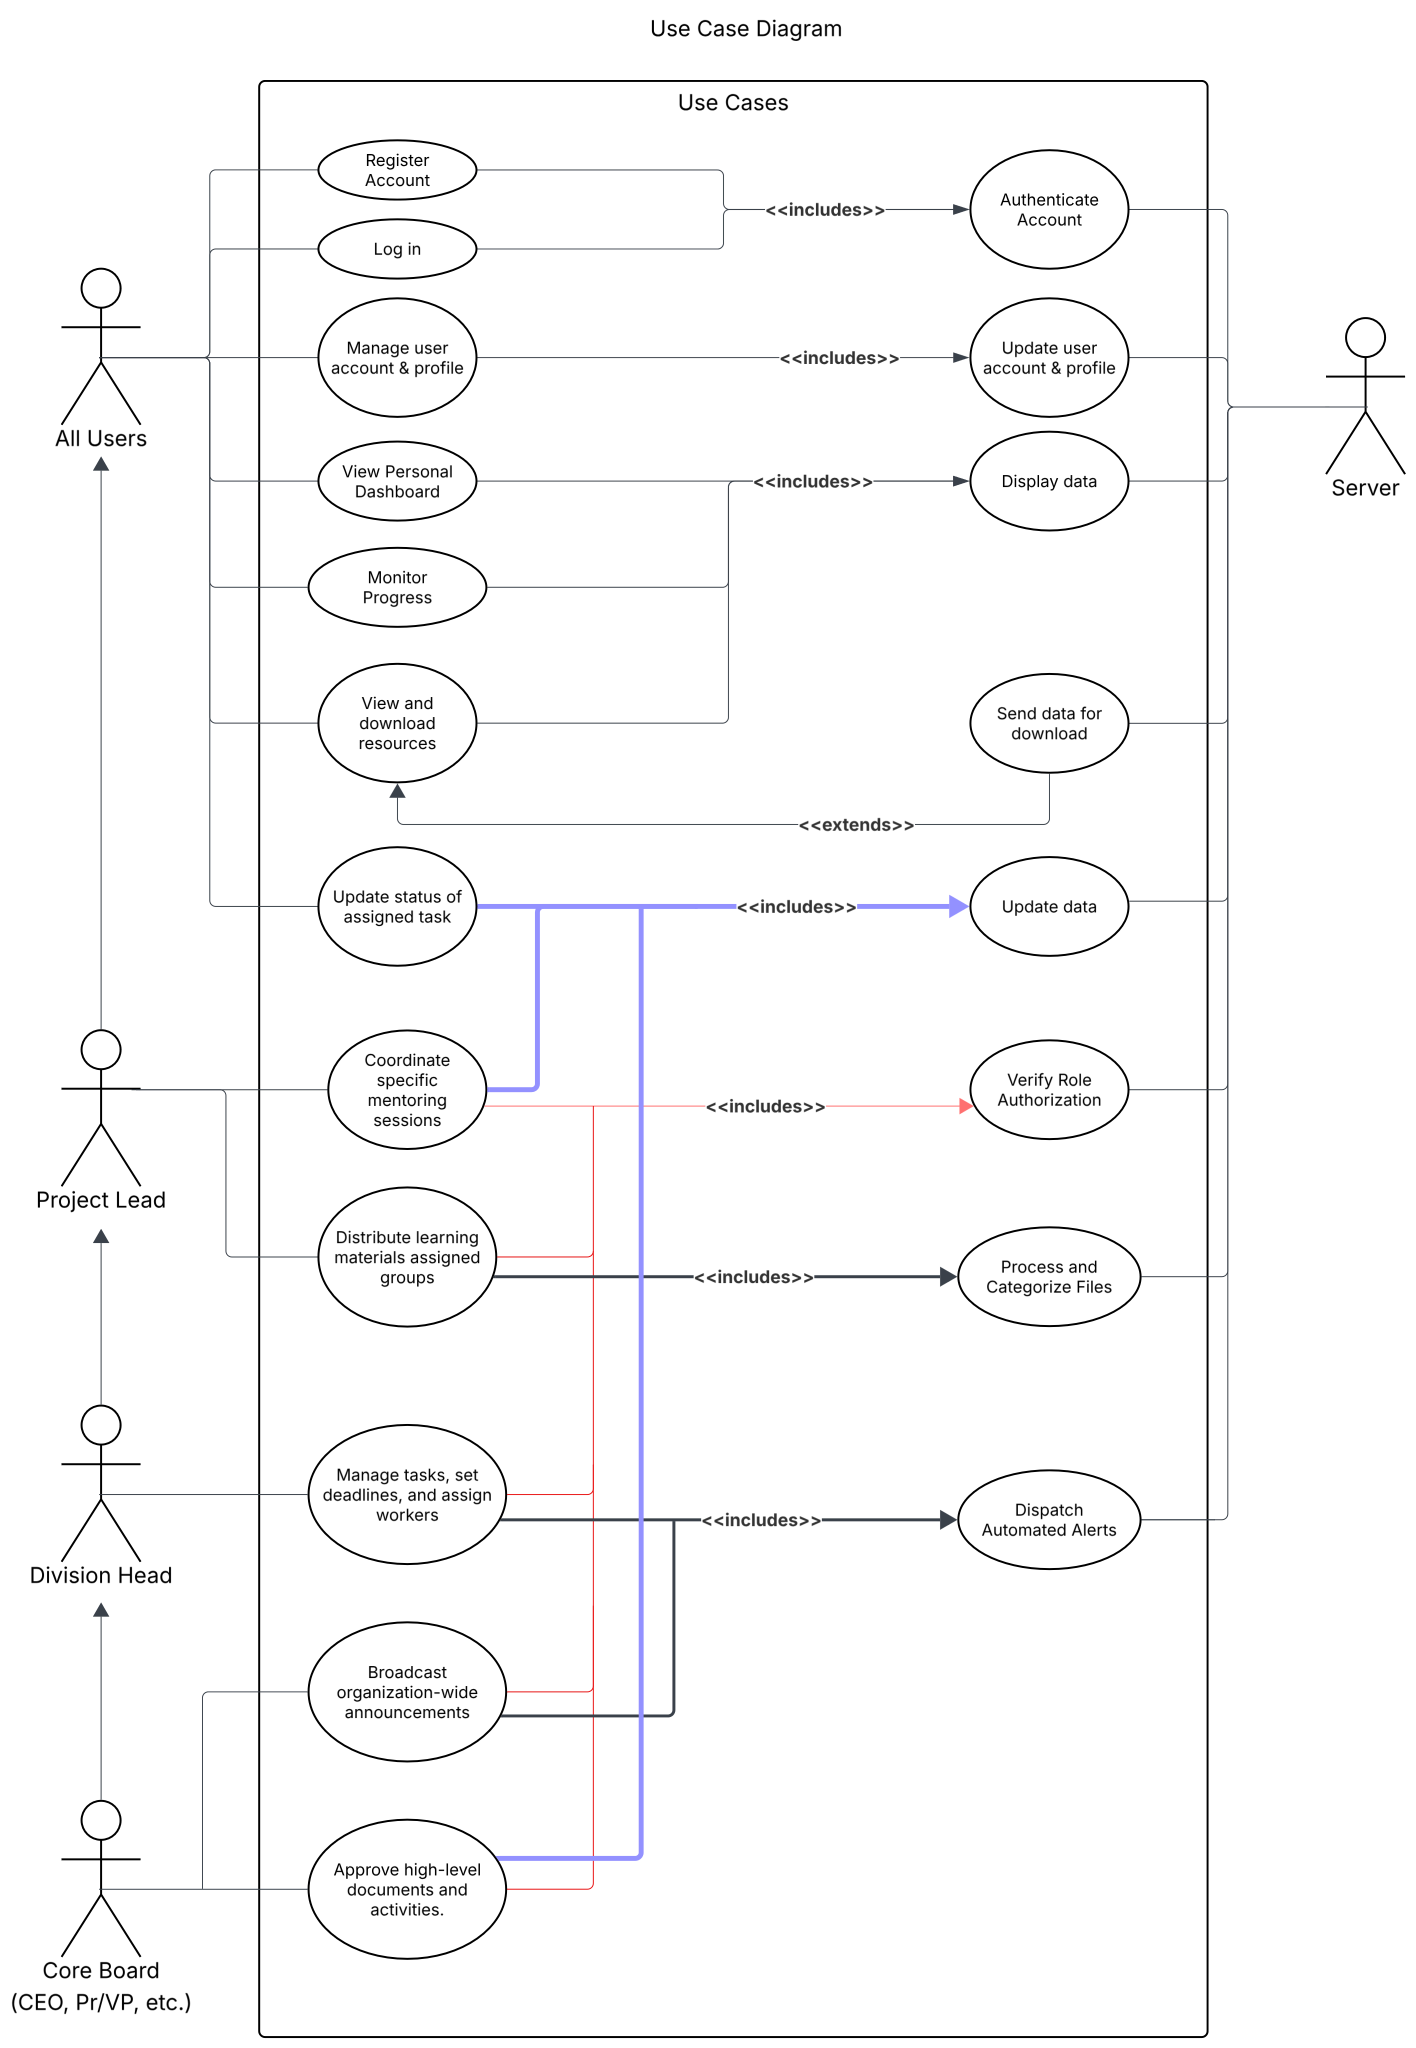 Use Case Diagram
Use Cases
Register
Account
<<includes>>
Authenticate
Account
Log in
All Users
Manage user
account & profile
<<includes>>
Update user
account & profile
Server
View Personal
Dashboard
<<includes>>
Display data
Monitor
Progress
View and
download
resources
Send data for
download
<<extends>>
Update status of
assigned task
<<includes>>
Update data
Project Lead
Coordinate
specific
mentoring
sessions
<<includes>>
Verify Role
Authorization
Distribute learning
materials assigned
groups
<<includes>>
Process and
Categorize Files
Division Head
Manage tasks, set
deadlines, and assign
workers
<<includes>>
Dispatch
Automated Alerts
Broadcast
organization-wide
announcements
Approve high-level
documents and
activities.
Core Board
(CEO, Pr/VP, etc.)